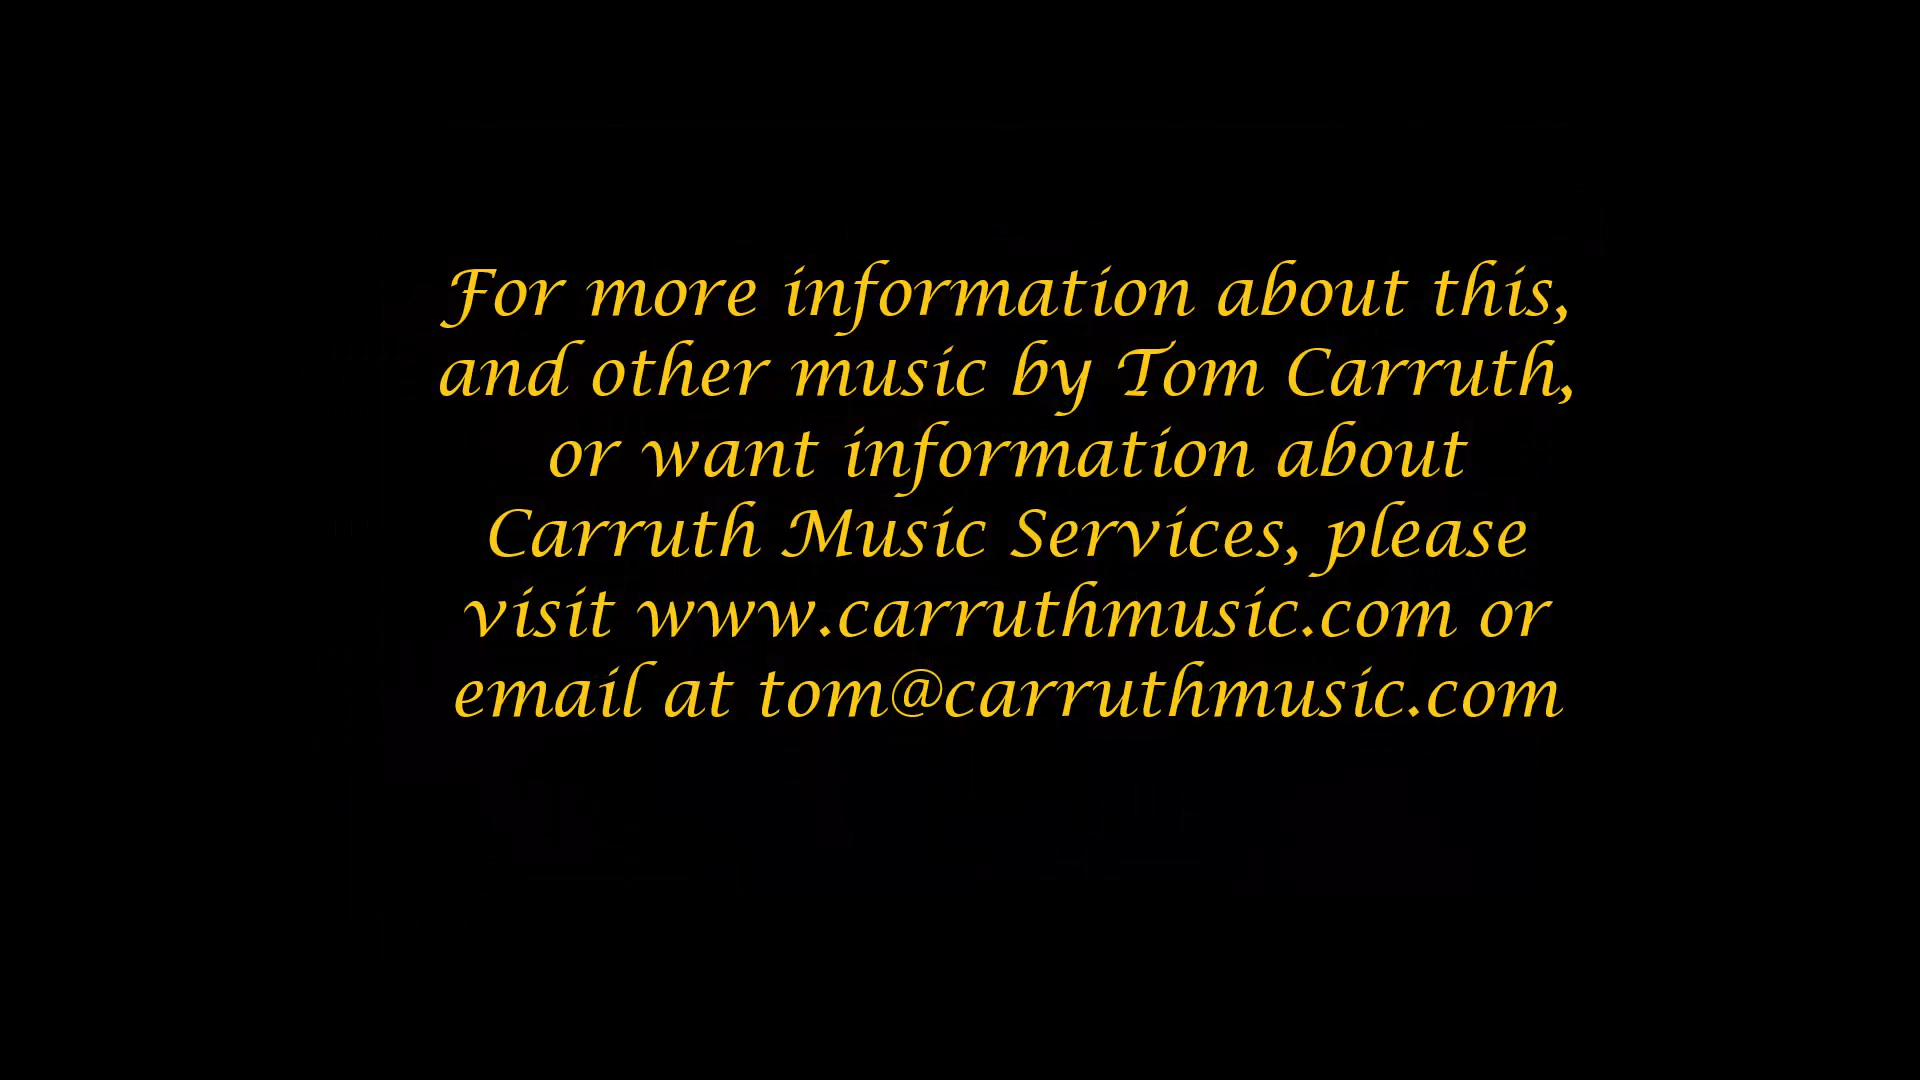 For more information about this,
and other music by Tom Carruth,
or want information about
Carruth Music Services, please
visit www.carruthmusic.com or
email at tom@carruthmusic.com